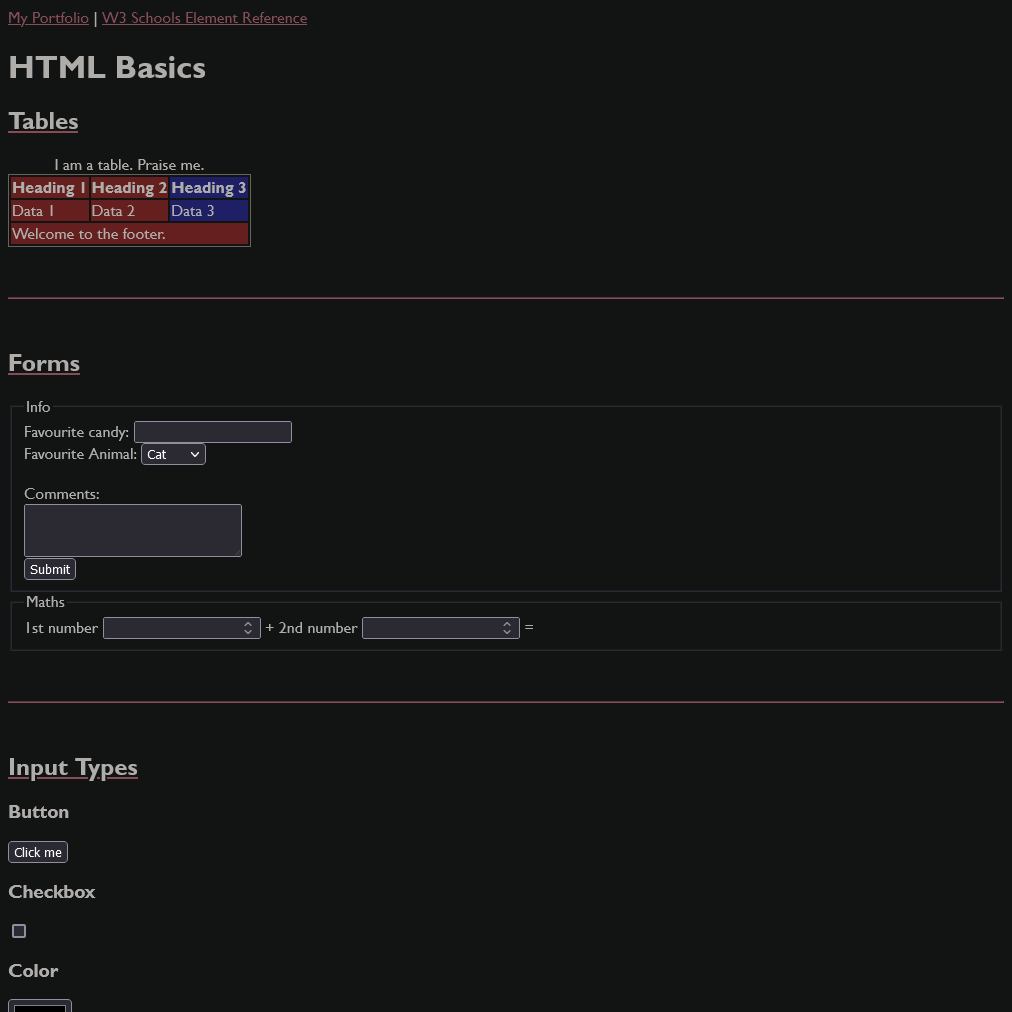 My Portfolio | W3 Schools Element Reference
HTML Basics
Tables
I am a table. Praise me.
Heading 1 Heading 2 Heading 3
Data 1 Data 2 Data 3
Welcome to the footer.
Forms
Info
Favourite candy:
Favourite Animal: Cat
Comments:
Submit
Maths
1st number + 2nd number =
Input Types
Button
Click me
Checkbox
Color